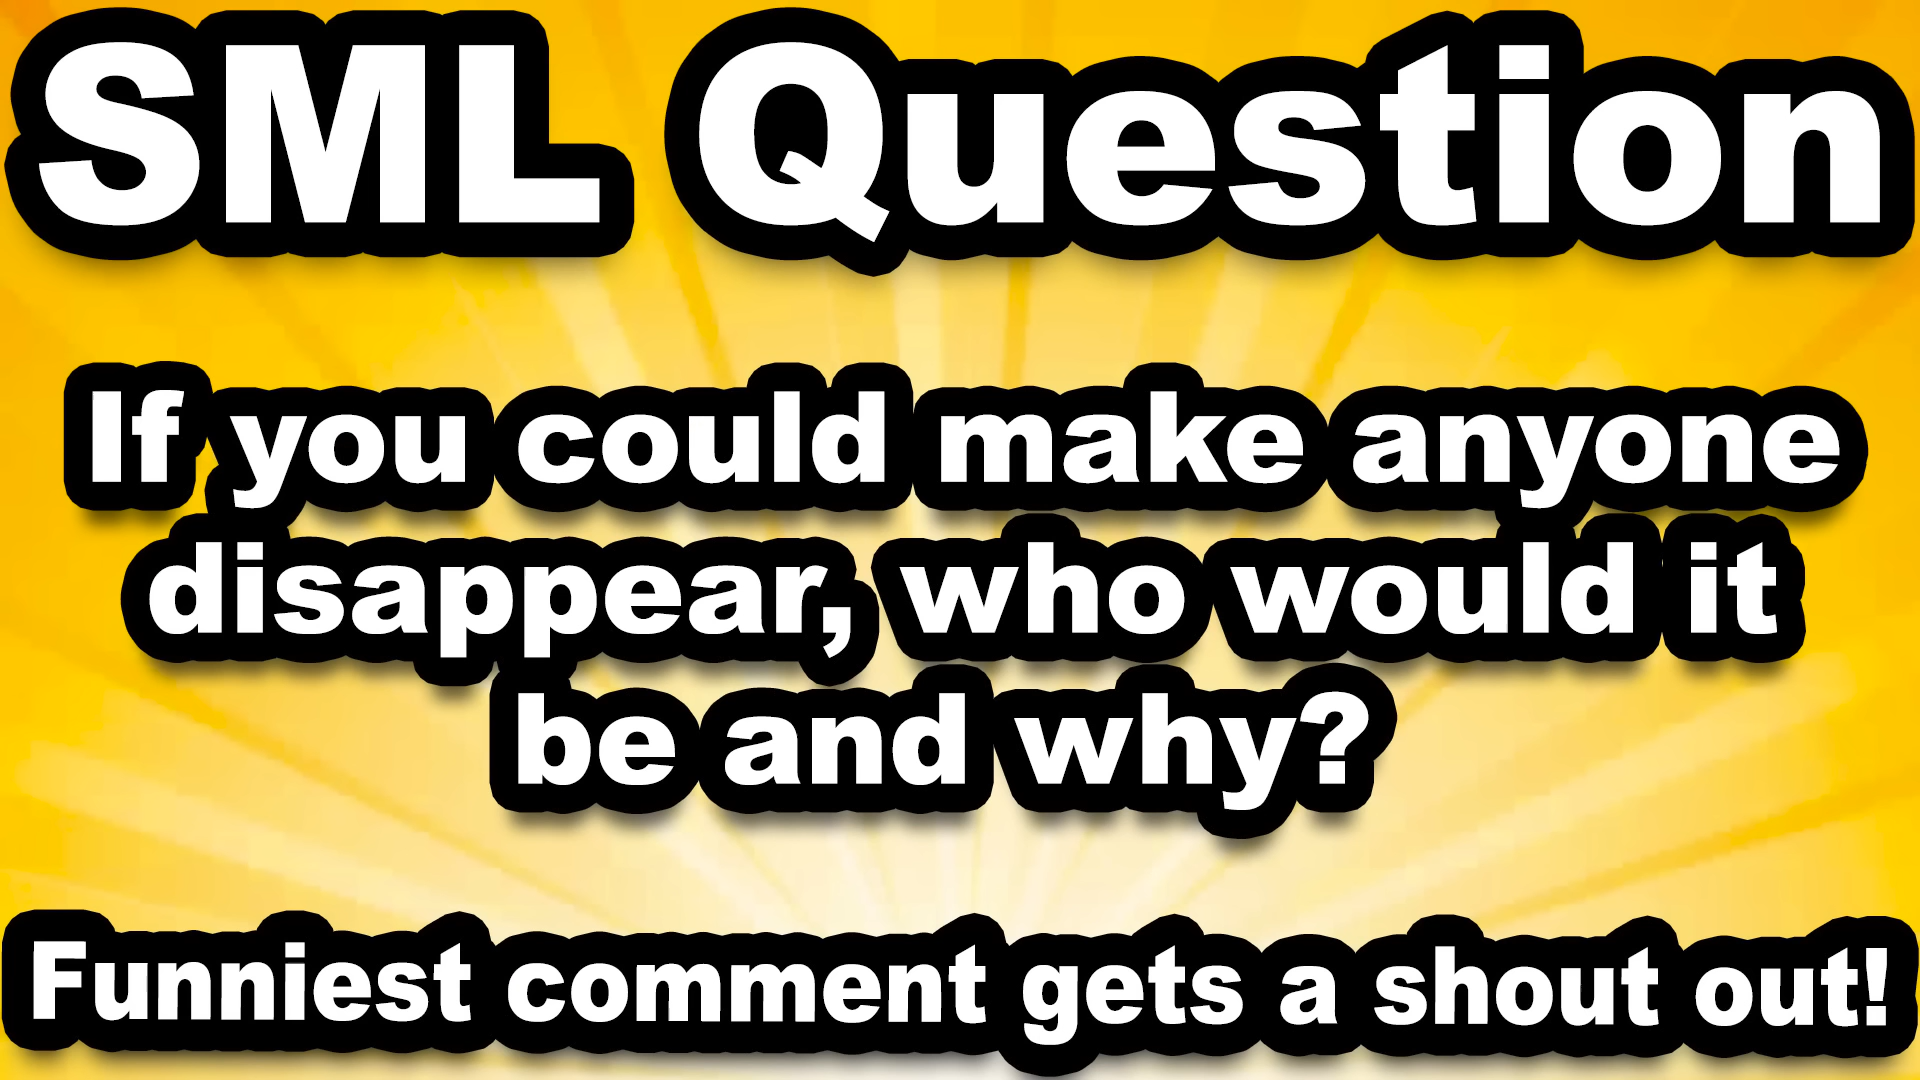 SML Question
If you could make anyone
disappear, who would it
be and why?
Funniest comment gets a shout out!